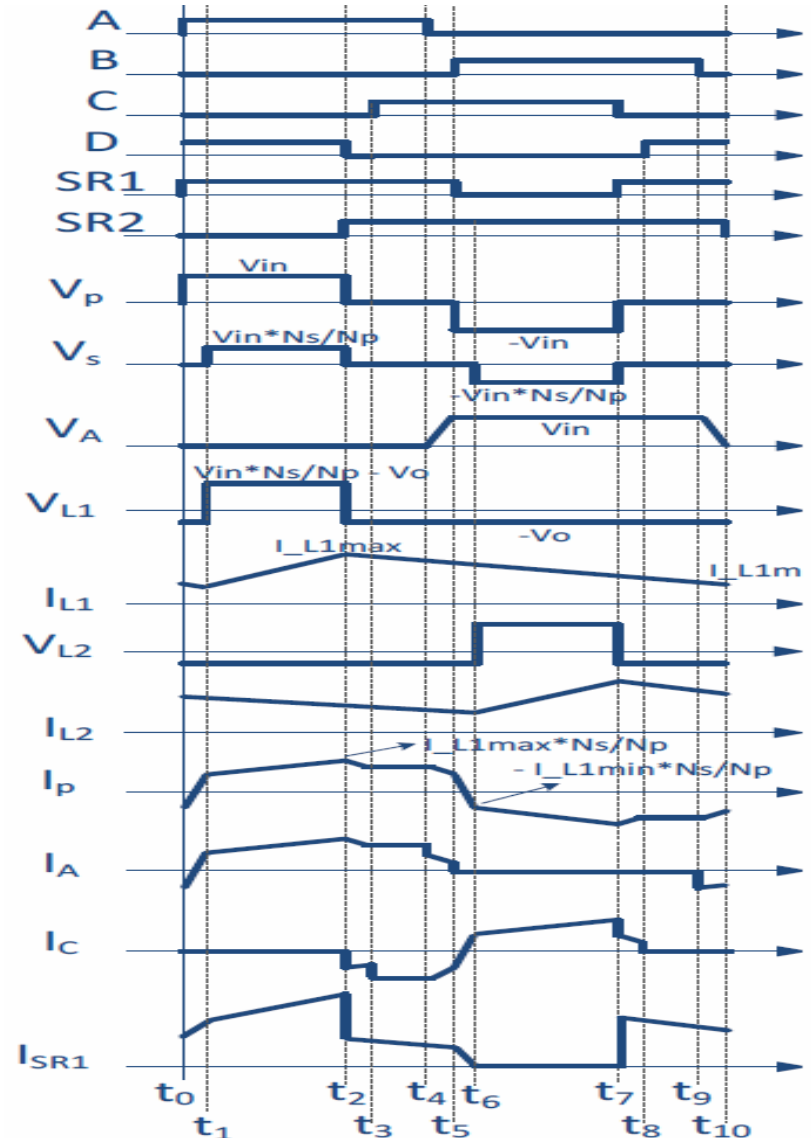 A
B
C
D
SR1
SR2
Vin
Vp
Vin*Ns/Np
-Vin
Vs
-Vin*Ns/Np
VA
Vin
Vin*Ns/Np - Vo
VL1
-Vo
I_L1max
I_L1m
IL1
VL2
IL2
I_L1max*Ns/Np
- I_L1min*Ns/Np
Ip
IA
IC
ISR1
t0 t2 t4 t6 t7 t9
t1 t3 t5 t8 t10